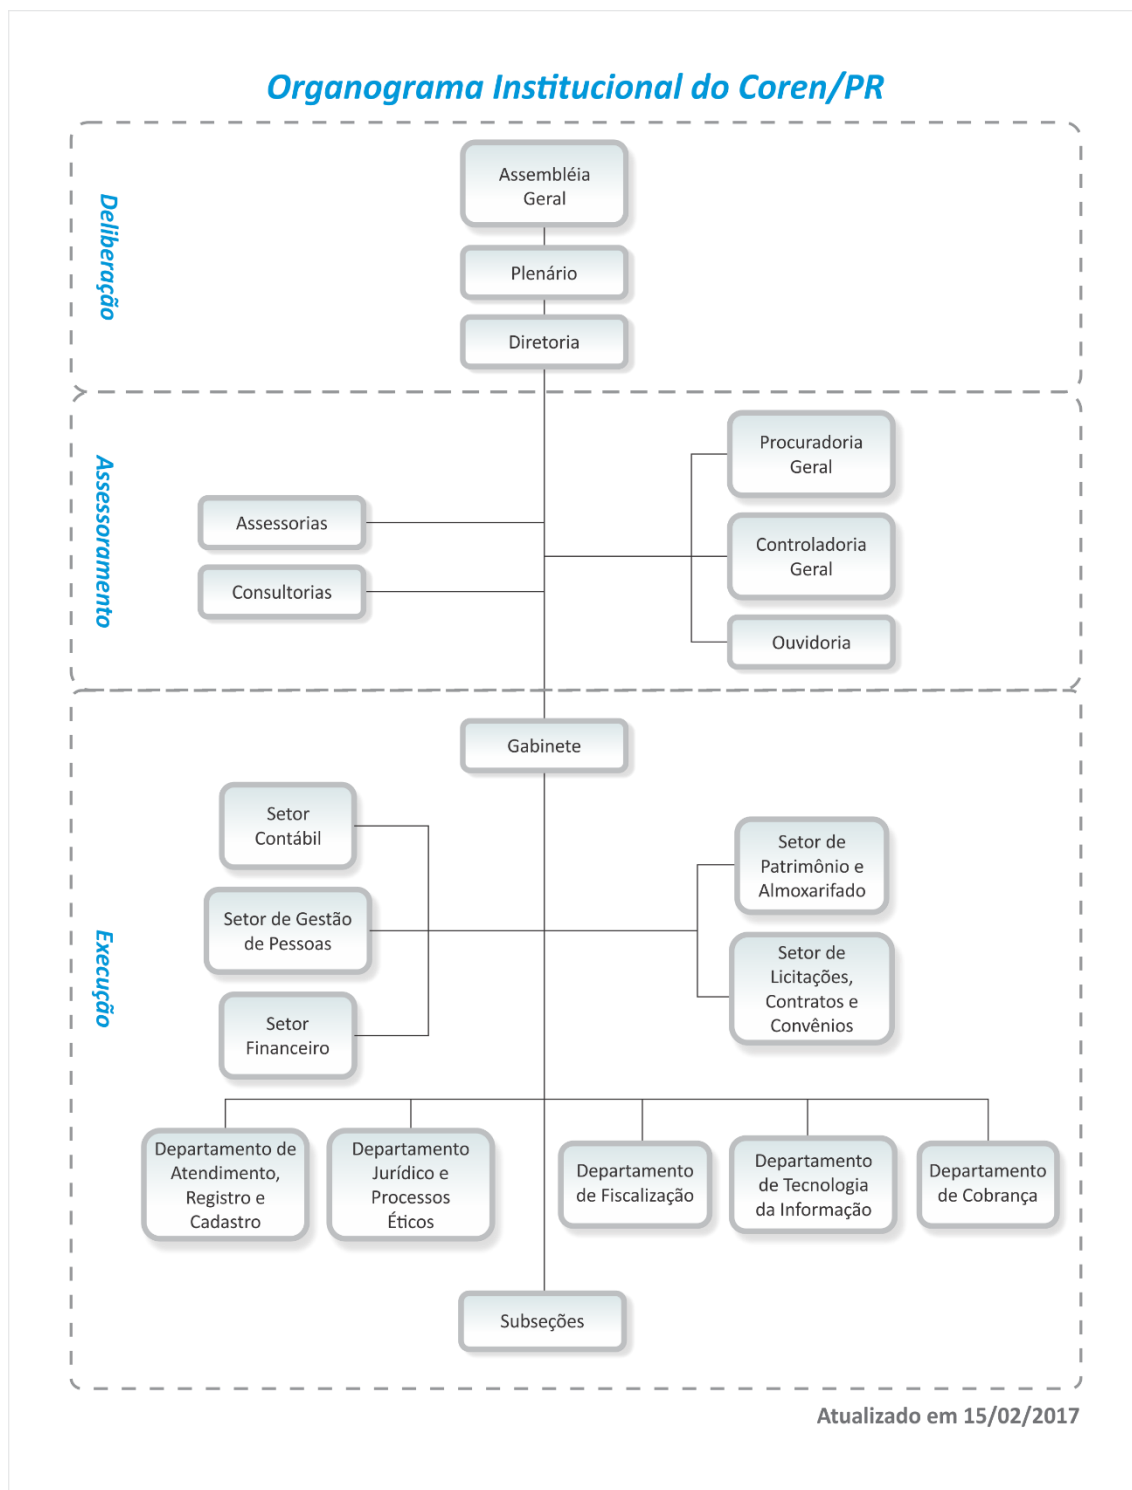 Organograma Institucional do Coren/PR
Deliberação
Assembléia
Geral
Plenário
Diretoria
Assessoramento
Procuradoria
Geral
Assessorias
Controladoria
Geral
Consultorias
Ouvidoria
Execução
Gabinete
Setor
Contábil
Setor de Gestão
de Pessoas
Setor
Financeiro
Setor de
Patrimônio e
Almoxarifado
Setor de
Licitações,
Contratos e
Convênios
Departamento de
Atendimento,
Registro e
Cadastro
Departamento
Jurídico e
Processos
Éticos
Departamento
de Fiscalização
Departamento
de Tecnologia
da Informação
Departamento
de Cobrança
Subseções
Atualizado em 15/02/2017